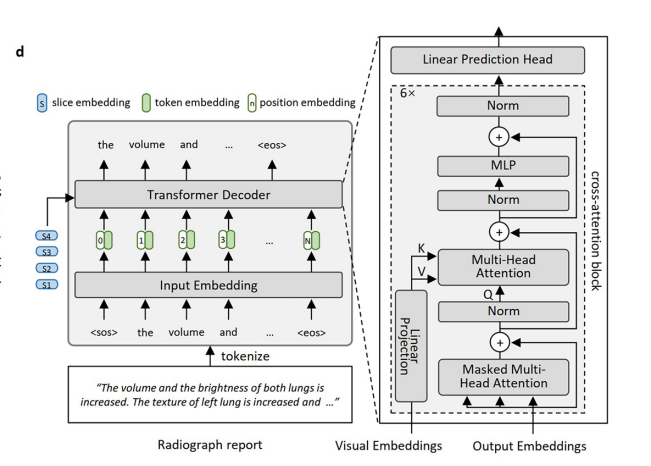 d
S slice embedding token embedding n position embedding
the volume and ... <eos>
Transformer Decoder
S4
S3
S2
S1
0 1 2 3 ... N
Input Embedding
<sos> the volume and ... <eos>
tokenize
“The volume and the brightness of both lungs is
increased. The texture of left lung is increased and ...”
Radiograph report
Linear Prediction Head
6×
Norm
+
MLP
Norm
+
K
V
Multi-Head
Attention
Q
Norm
+
Masked Multi-
Head Attention
Linear
Projection
cross-attention block
Visual Embeddings
Output Embeddings